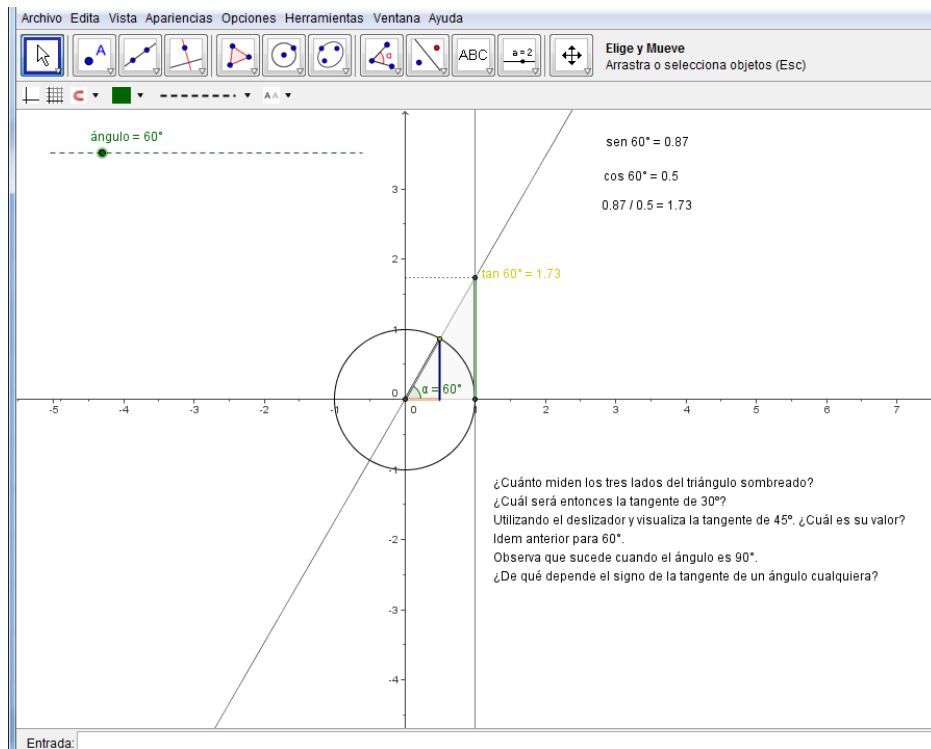 Archivo Edita Vista Apariencias Opciones Herramientas Ventana Ayuda
A
α
ABC
a = 2
Elige y Mueve
Arrastra o selecciona objetos (Esc)
A A
ángulo = 60°
sen 60° = 0.87
cos 60° = 0.5
0.87 / 0.5 = 1.73
3
2
tan 60° = 1.73
1
α = 60°
0
-5 -4 -3 -2 -1 0 1 2 3 4 5 6 7
-1
¿Cuánto miden los tres lados del triángulo sombreado?
¿Cuál será entonces la tangente de 30º?
Utilizando el deslizador y visualiza la tangente de 45º. ¿Cuál es su valor?
-2
Idem anterior para 60°.
Observa que sucede cuando el ángulo es 90°.
¿De qué depende el signo de la tangente de un ángulo cualquiera?
-3
-4
Entrada: